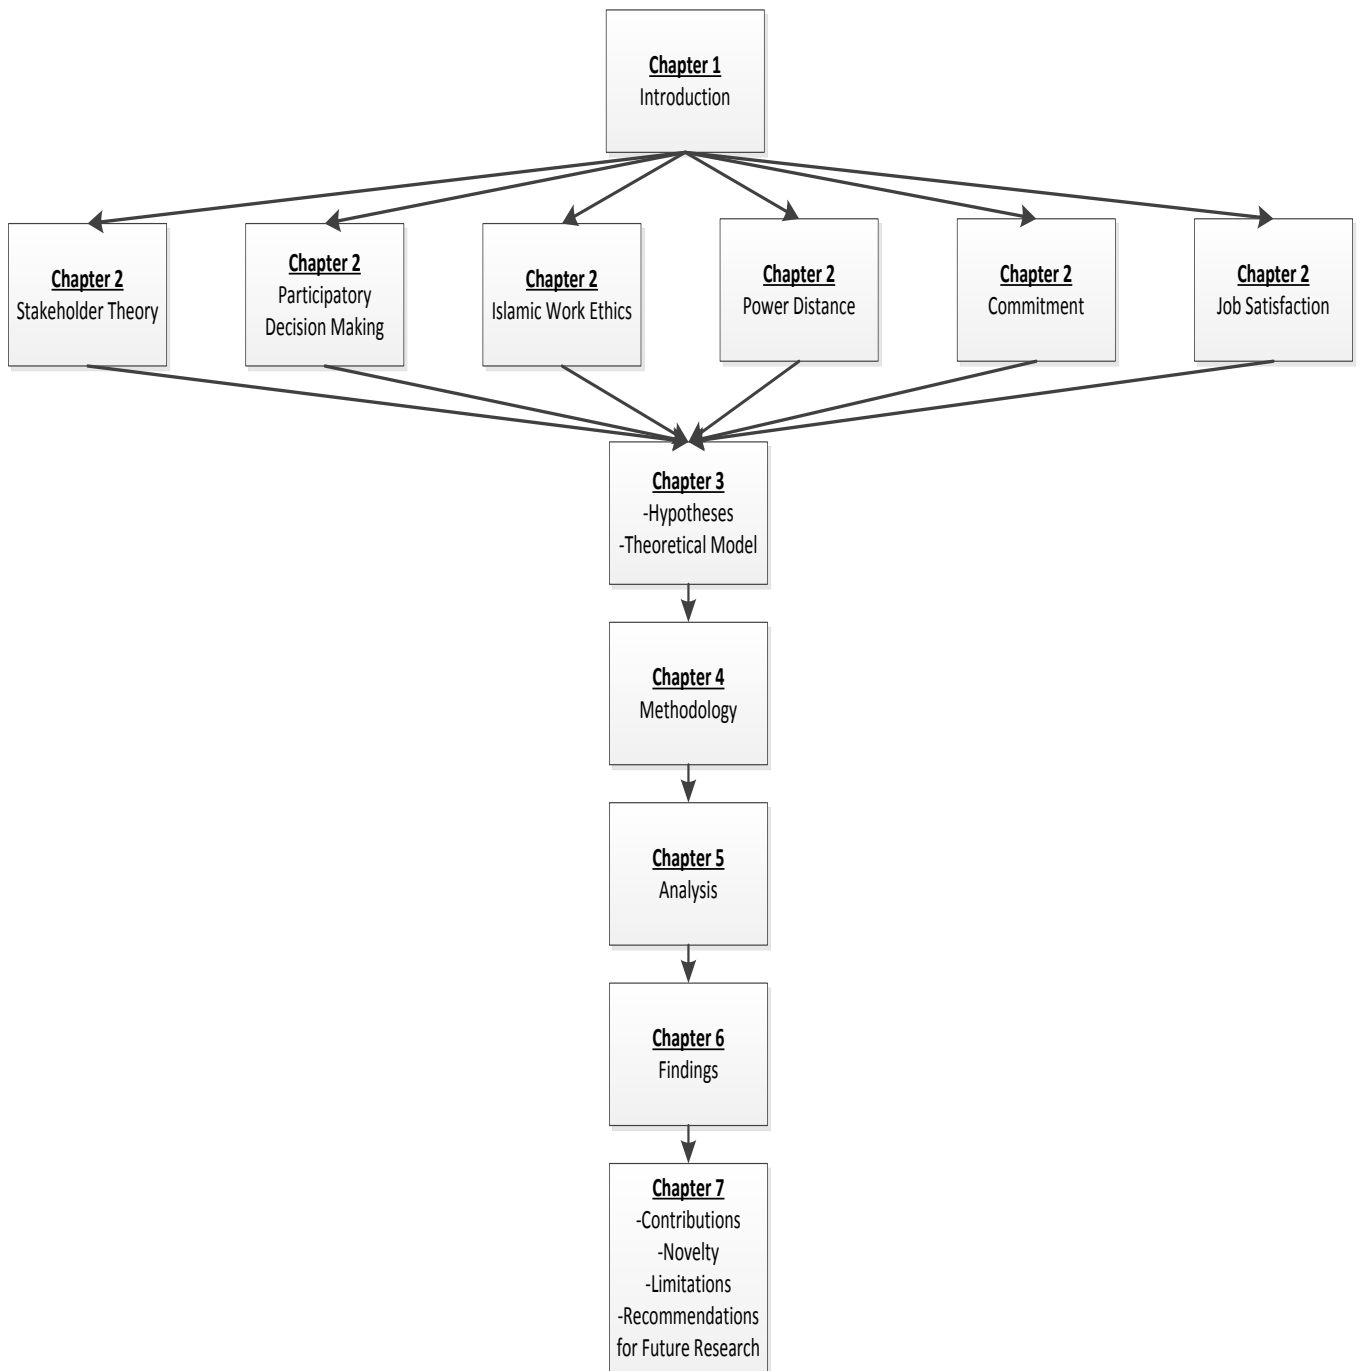 Chapter 1
Introduction
Chapter 2
Stakeholder Theory
Chapter 2
Participatory
Decision Making
Chapter 2
Islamic Work Ethics
Chapter 2
Power Distance
Chapter 2
Commitment
Chapter 2
Job Satisfaction
Chapter 3
-Hypotheses
-Theoretical Model
Chapter 4
Methodology
Chapter 5
Analysis
Chapter 6
Findings
Chapter 7
-Contributions
-Novelty
-Limitations
-Recommendations
for Future Research